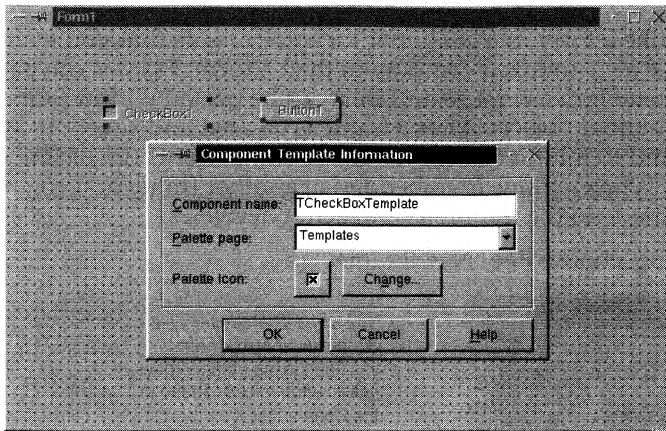 Form1
CheckBox1
Button1
Component Template Information
Component name: TCheckBoxTemplate
Palette page: Templates
Palette Icon: Change...
OK Cancel Help